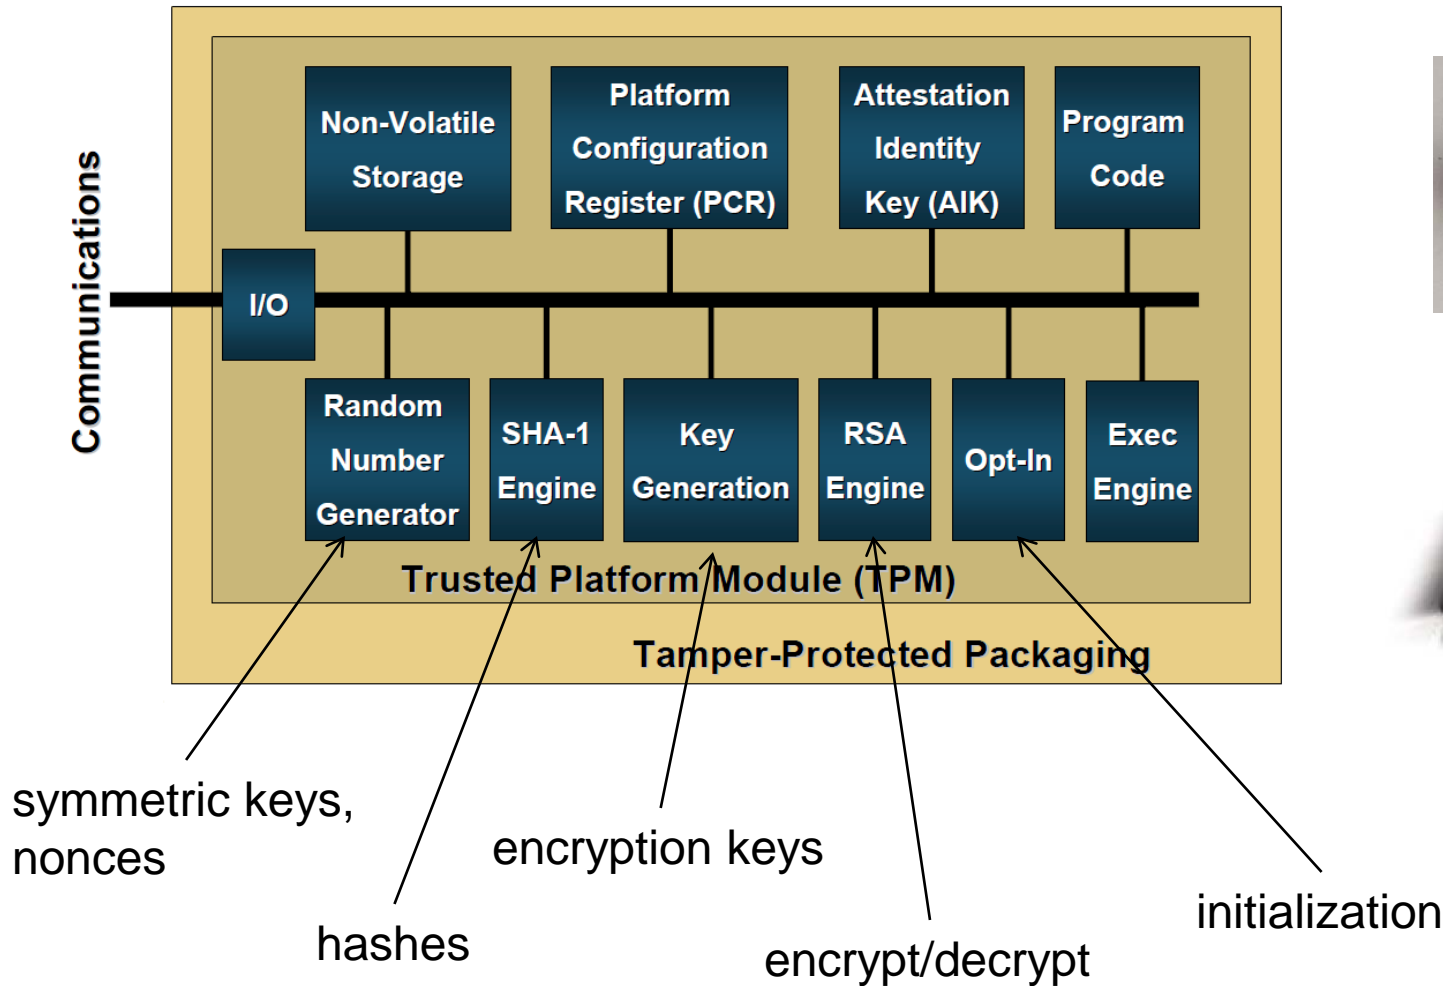 Communications
Non-Volatile
Storage
Platform
Configuration
Register (PCR)
Attestation
Identity
Key (AIK)
Program
Code
I/O
Random
Number
Generator
SHA-1
Engine
Key
Generation
RSA
Engine
Opt-In
Exec
Engine
Trusted Platform Module (TPM)
Tamper-Protected Packaging
symmetric keys,
nonces
hashes
encryption keys
encrypt/decrypt
initialization